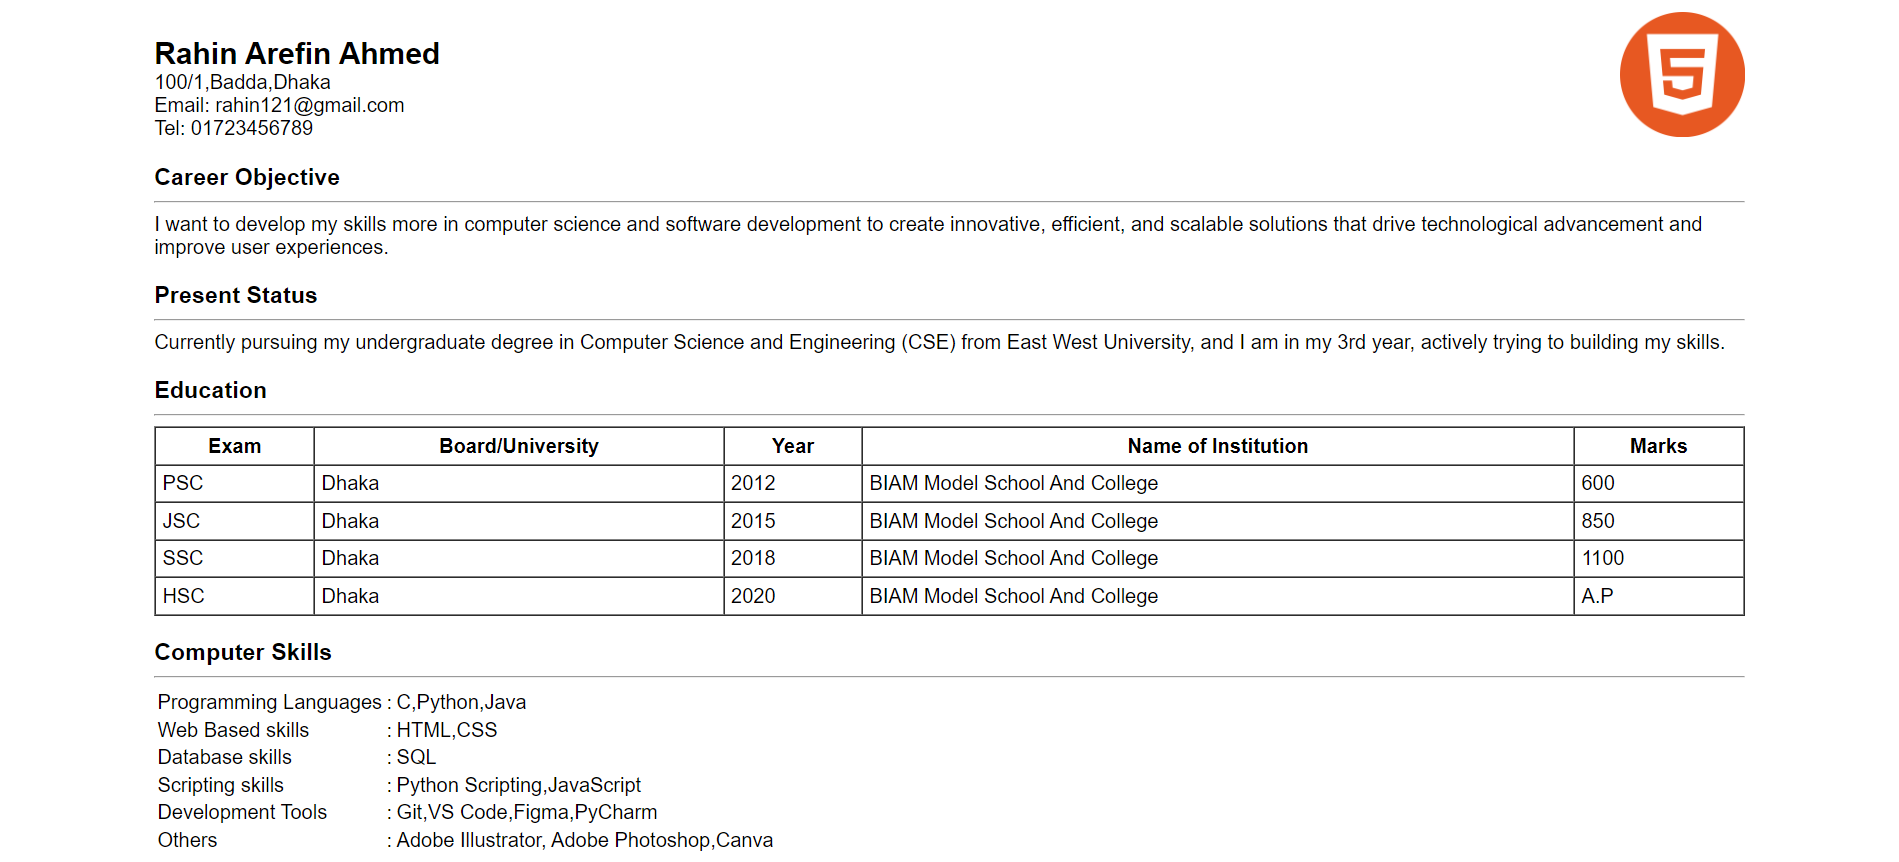 Rahin Arefin Ahmed
100/1,Badda,Dhaka
Email: rahin121@gmail.com
Tel: 01723456789
Career Objective
I want to develop my skills more in computer science and software development to create innovative, efficient, and scalable solutions that drive technological advancement and
improve user experiences.
Present Status
Currently pursuing my undergraduate degree in Computer Science and Engineering (CSE) from East West University, and I am in my 3rd year, actively trying to building my skills.
Education
Exam Board/University Year Name of Institution Marks
PSC Dhaka 2012 BIAM Model School And College 600
JSC Dhaka 2015 BIAM Model School And College 850
SSC Dhaka 2018 BIAM Model School And College 1100
HSC Dhaka 2020 BIAM Model School And College A.P
Computer Skills
Programming Languages : C,Python,Java
Web Based skills : HTML,CSS
Database skills : SQL
Scripting skills : Python Scripting,JavaScript
Development Tools : Git,VS Code,Figma,PyCharm
Others : Adobe Illustrator, Adobe Photoshop,Canva